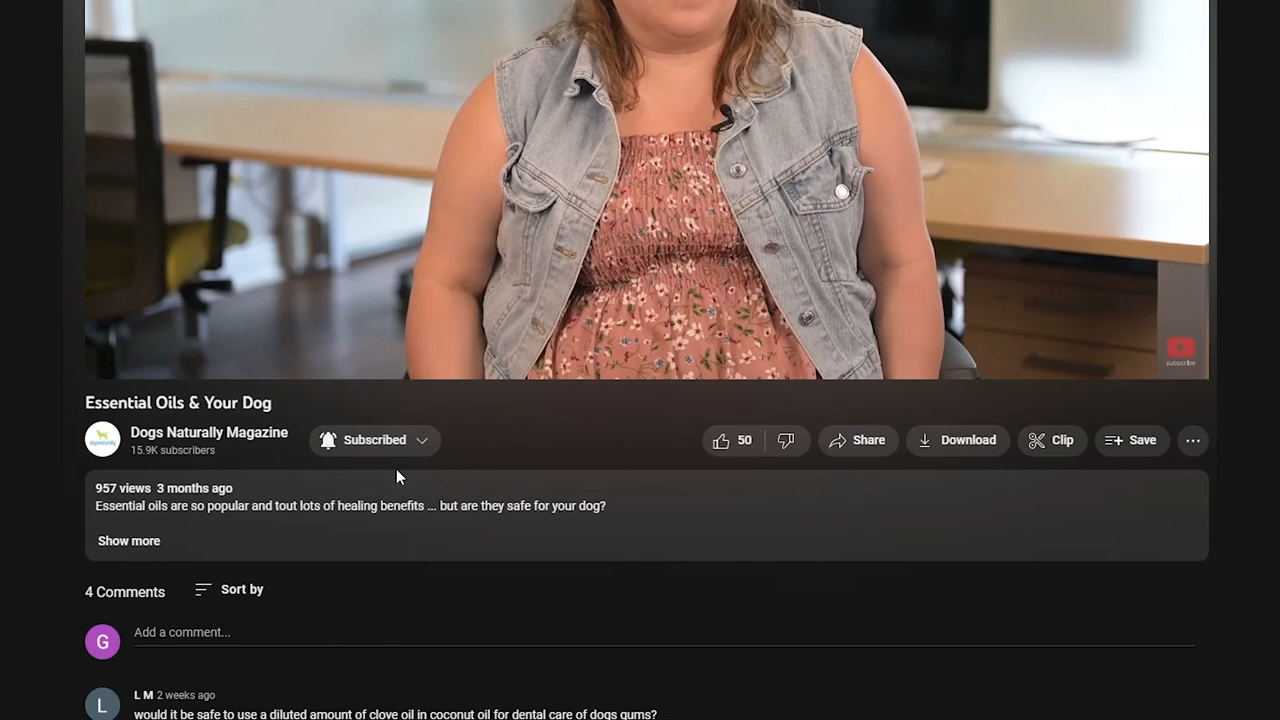 subscribe
Essential Oils & Your Dog
Dogs Naturally Magazine
15.9K subscribers
Subscribed
50
Share
Download
Clip
Save
957 views 3 months ago
Essential oils are so popular and tout lots of healing benefits ... but are they safe for your dog?
Show more
4 Comments
Sort by
G
Add a comment...
L
L M 2 weeks ago
would it be safe to use a diluted amount of clove oil in coconut oil for dental care of dogs gums?